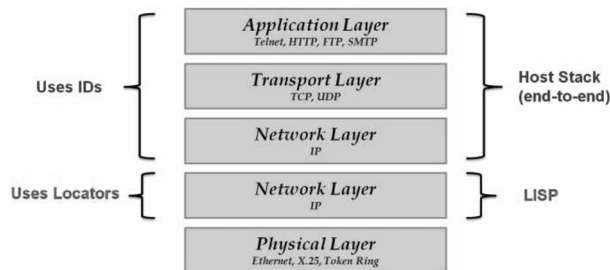 Application Layer
Telnet, HTTP, FTP, SMTP
Uses IDs
Transport Layer
TCP, UDP
Host Stack
(end-to-end)
Network Layer
IP
Uses Locators
Network Layer
IP
LISP
Physical Layer
Ethernet, X.25, Token Ring